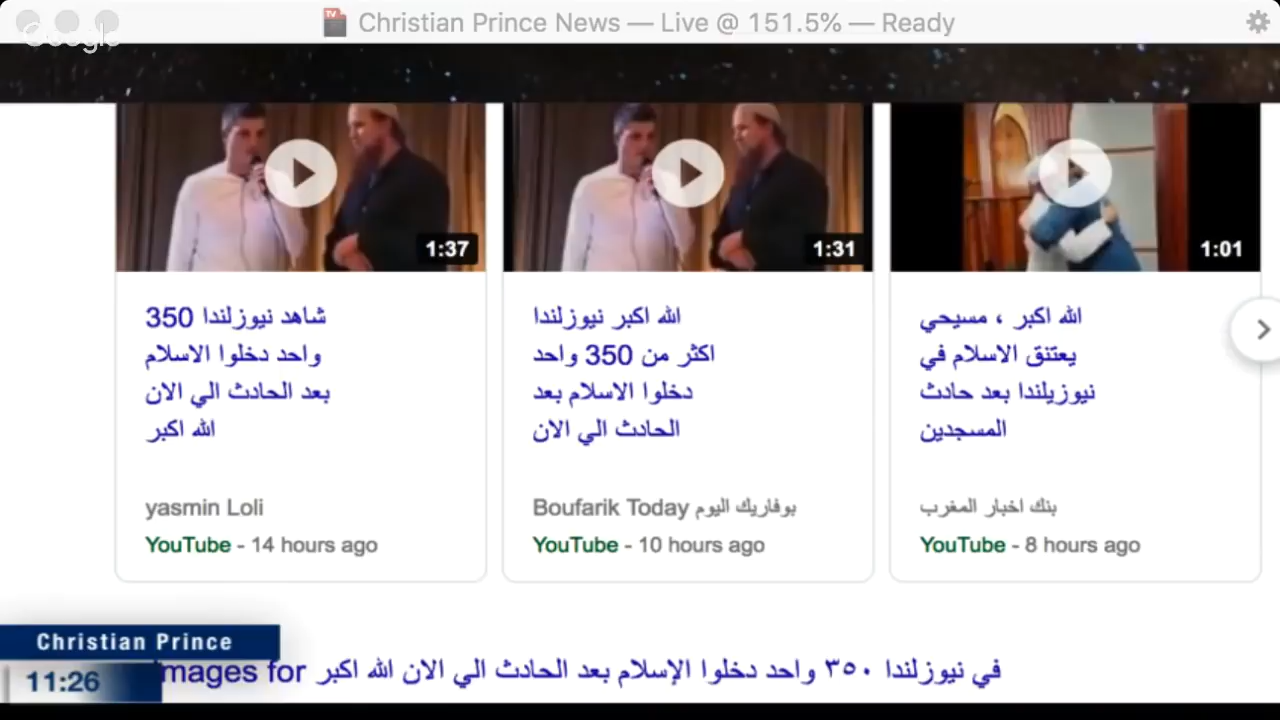 Christian Prince News — Live @ 151.5% — Ready
Google
1:37
1:31
1:01
شاهد نيوزلندا 350
واحد دخلوا الاسلام
بعد الحادث الي الان
الله اكبر
yasmin Loli
YouTube - 14 hours ago
الله اكبر نيوزلندا
اكثر من 350 واحد
دخلوا الاسلام بعد
الحادث الي الان
Boufarik Today بوفاريك اليوم
YouTube - 10 hours ago
الله اكبر ، مسيحي
يعتنق الاسلام في
نيوزيلندا بعد حادث
المسجدين
بنك اخبار المغرب
YouTube - 8 hours ago
Christian Prince
11:26
Images for في نيوزلندا ٣٥٠ واحد دخلوا الإسلام بعد الحادث الي الان الله اكبر